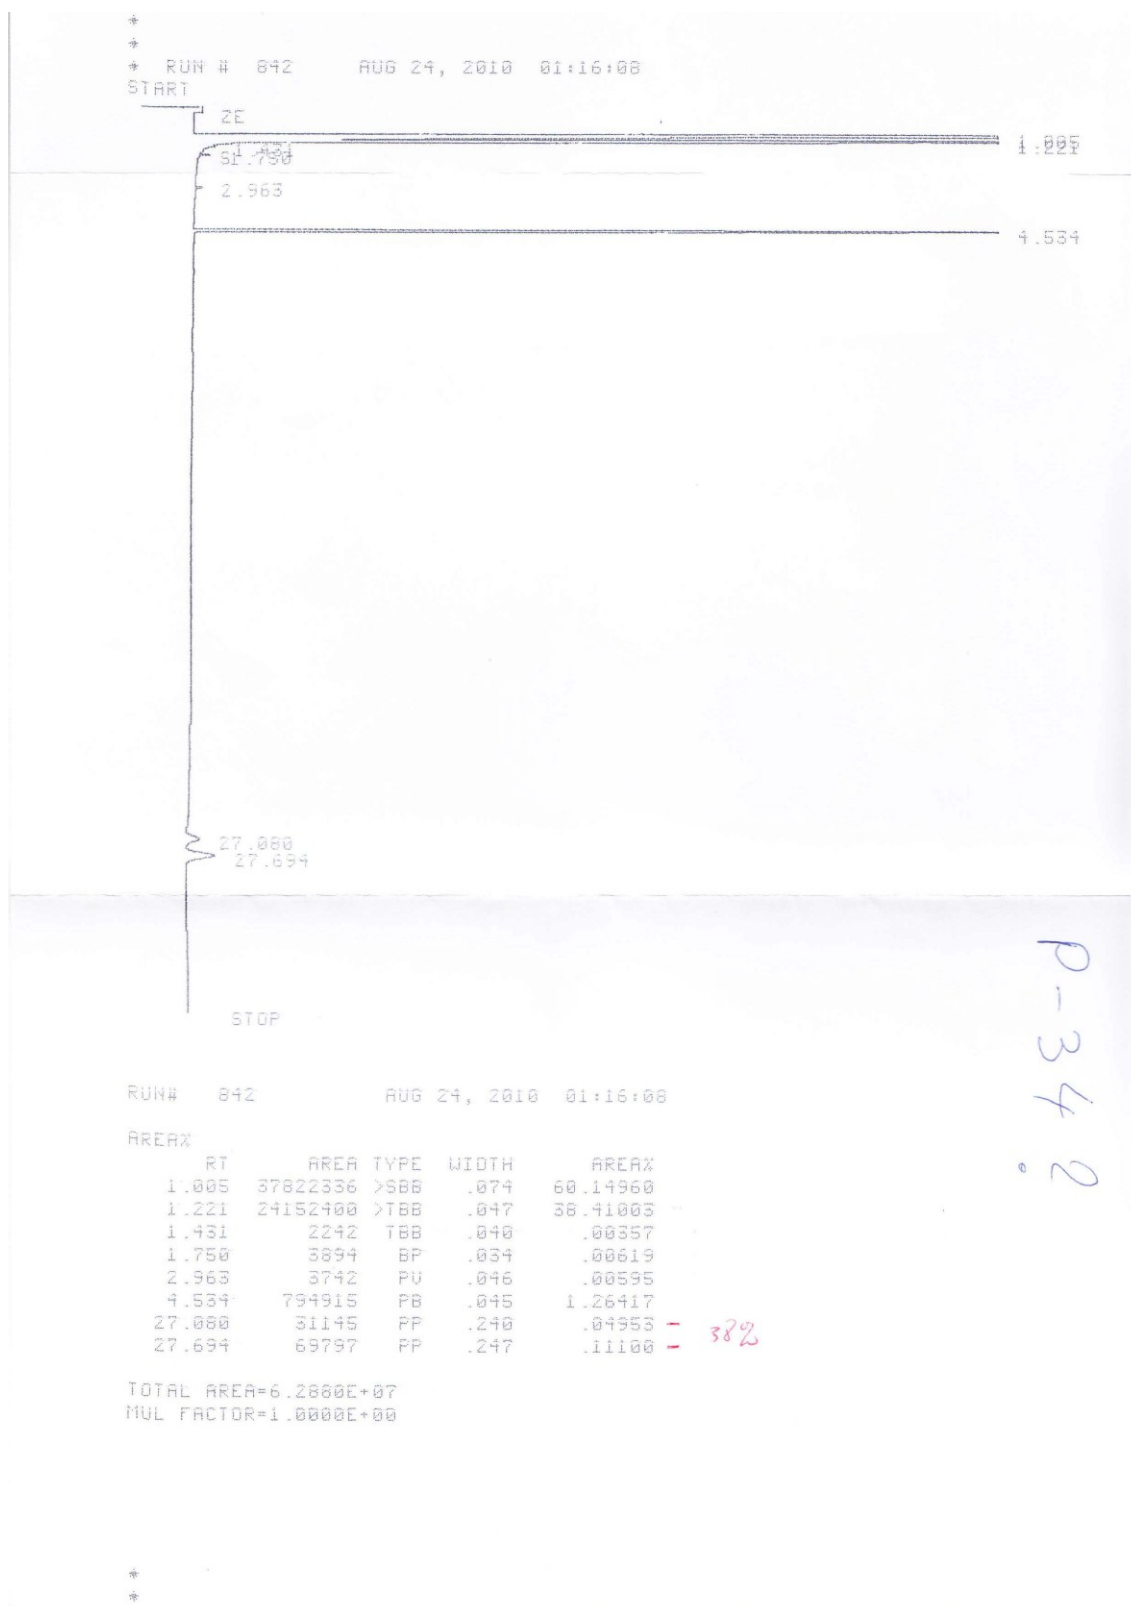 *
*
* RUN # 842 AUG 24, 2010 01:16:08
START
ZE
1.005
1.221
1.431
1.750
2.963
4.534
27.080
27.694
STOP
P-342
RUN# 842 AUG 24, 2010 01:16:08
AREA%
RT AREA TYPE WIDTH AREA%
1.005 37822336 >SBB .074 60.14960
1.221 24152400 >TBB .047 38.41003
1.431 2242 TBB .040 .00357
1.750 3894 BP .034 .00619
2.963 3742 PV .046 .00595
4.534 794915 PB .045 1.26417
27.080 31145 PP .240 .04953 -
38%
27.694 69797 PP .247 .11100 -
TOTAL AREA=6.2880E+07
MUL FACTOR=1.0000E+00
*
*